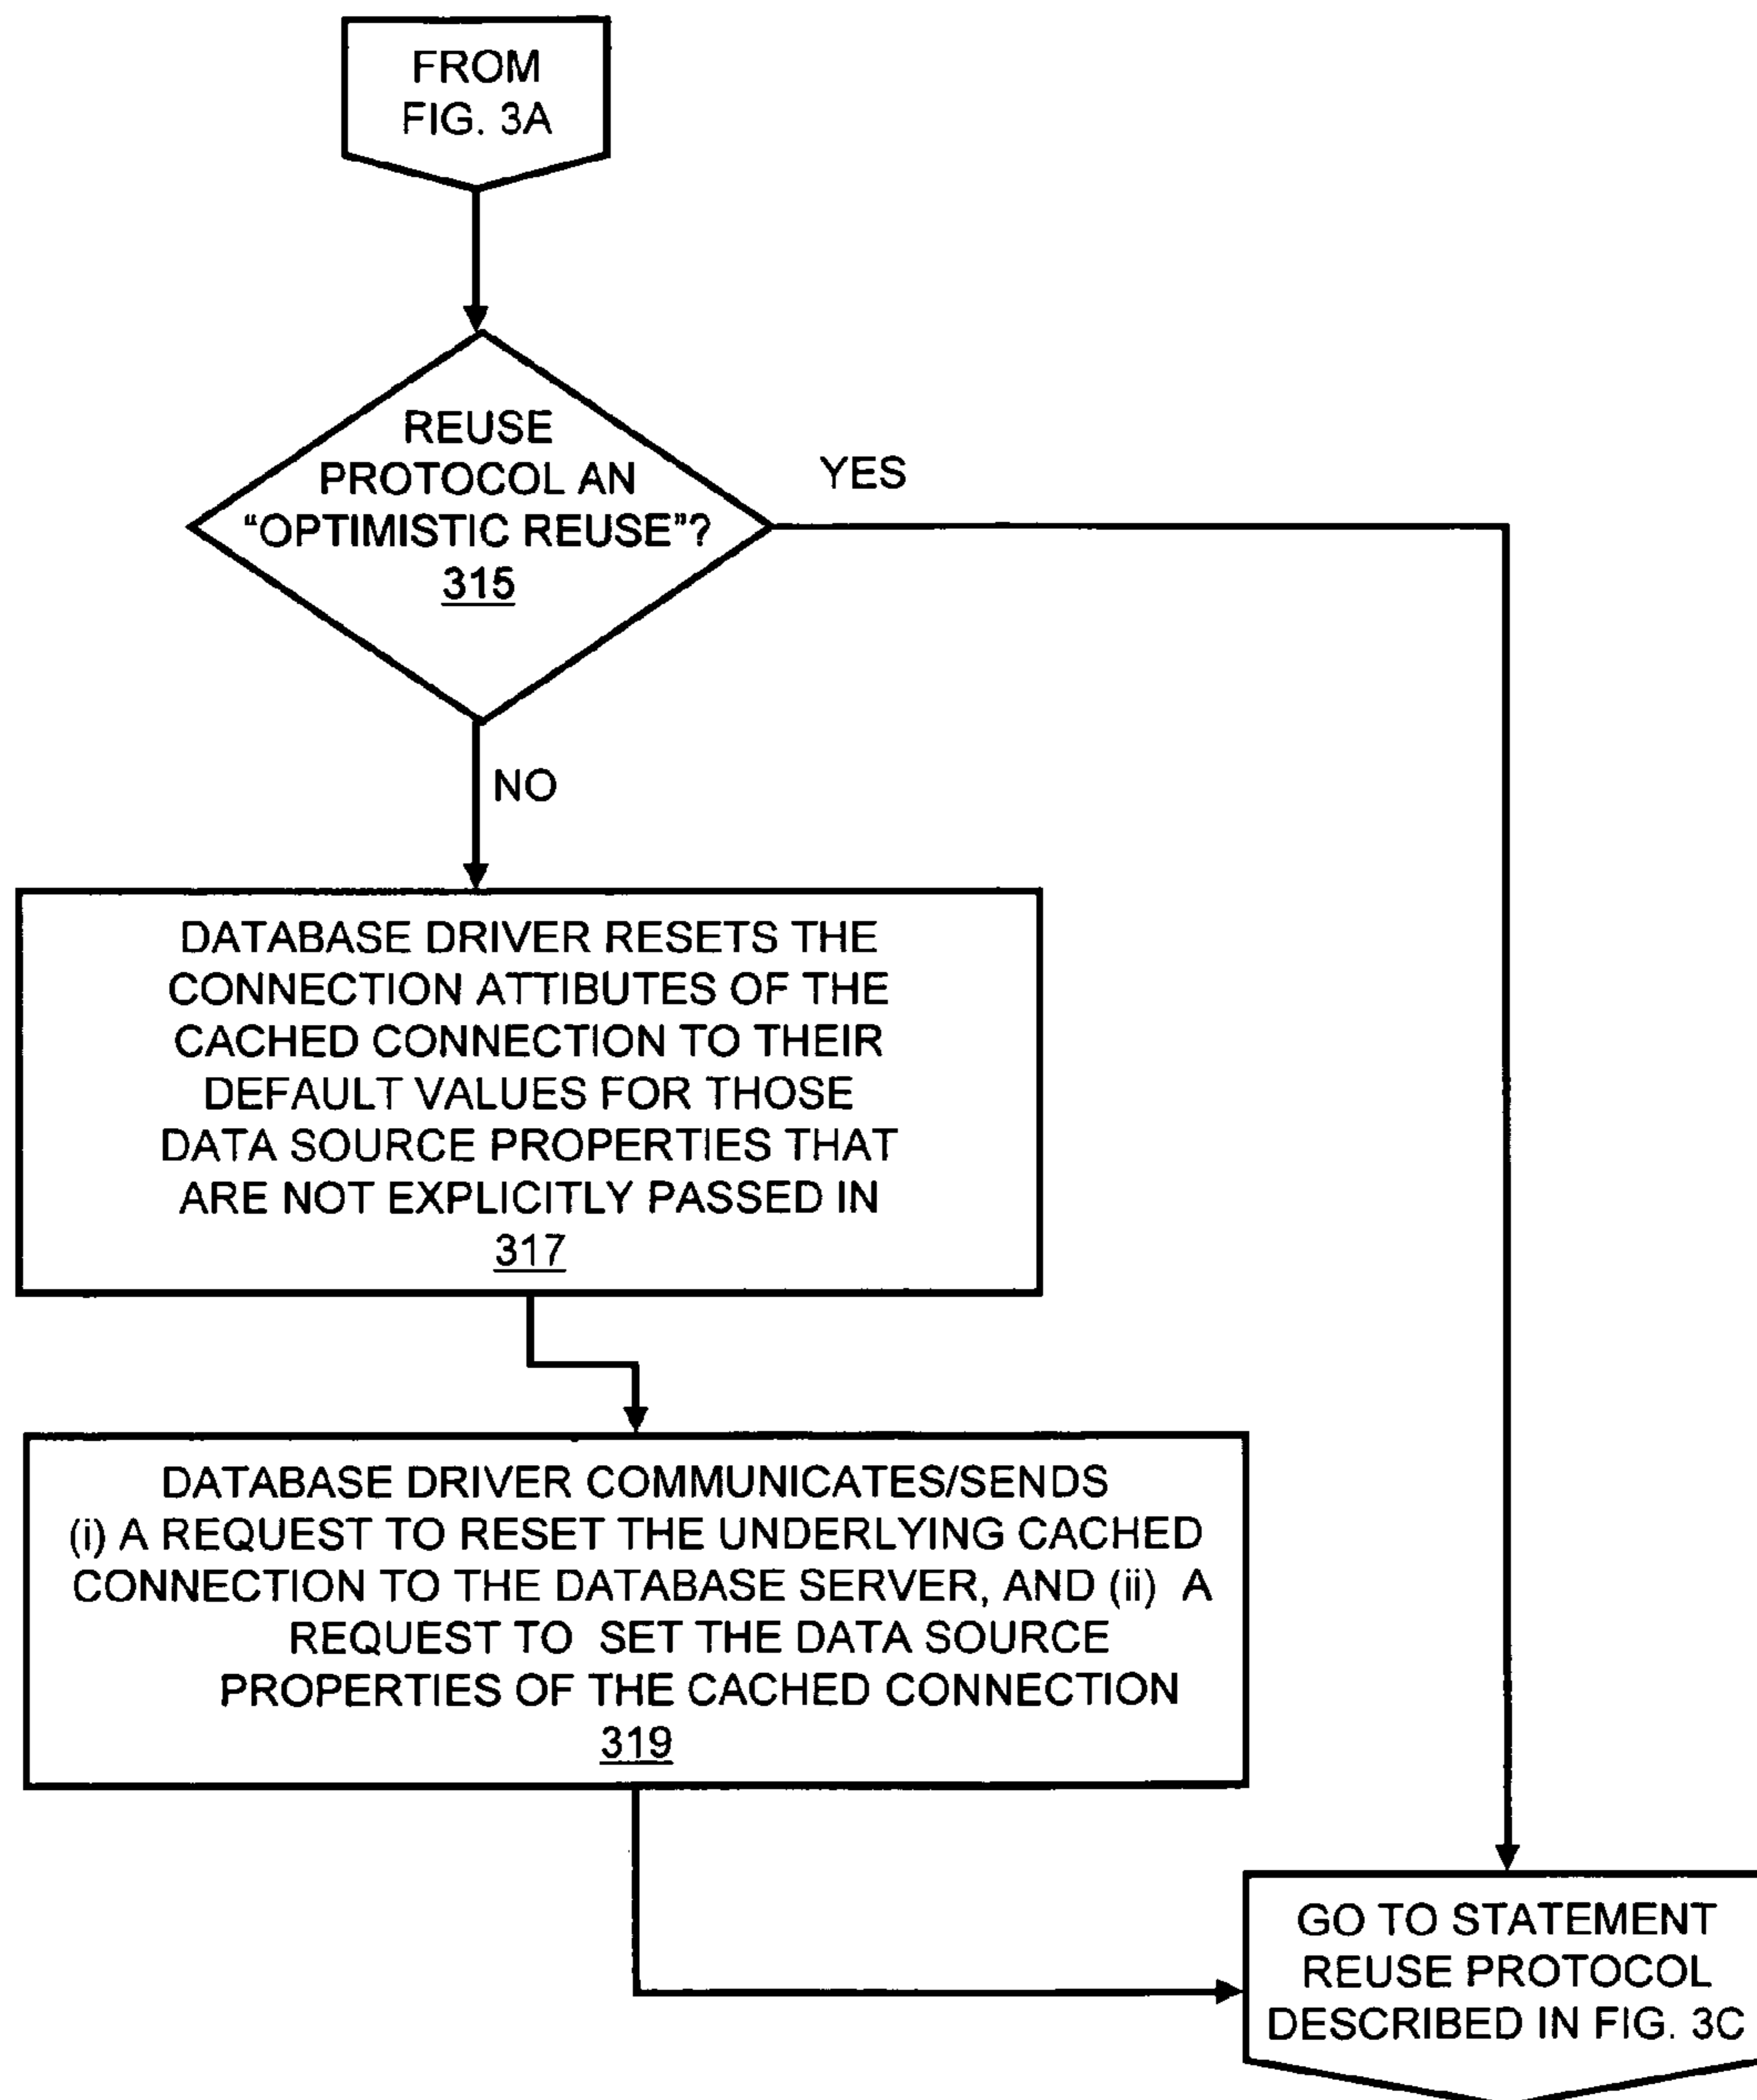 FROM
FIG. 3A
REUSE
PROTOCOL AN
“OPTIMISTIC REUSE”?
315
YES
NO
DATABASE DRIVER RESETS THE
CONNECTION ATTIBUTES OF THE
CACHED CONNECTION TO THEIR
DEFAULT VALUES FOR THOSE
DATA SOURCE PROPERTIES THAT
ARE NOT EXPLICITLY PASSED IN
317
DATABASE DRIVER COMMUNICATES/SENDS
(i) A REQUEST TO RESET THE UNDERLYING CACHED
CONNECTION TO THE DATABASE SERVER, AND (ii) A
REQUEST TO SET THE DATA SOURCE
PROPERTIES OF THE CACHED CONNECTION
319
GO TO STATEMENT
REUSE PROTOCOL
DESCRIBED IN FIG. 3C